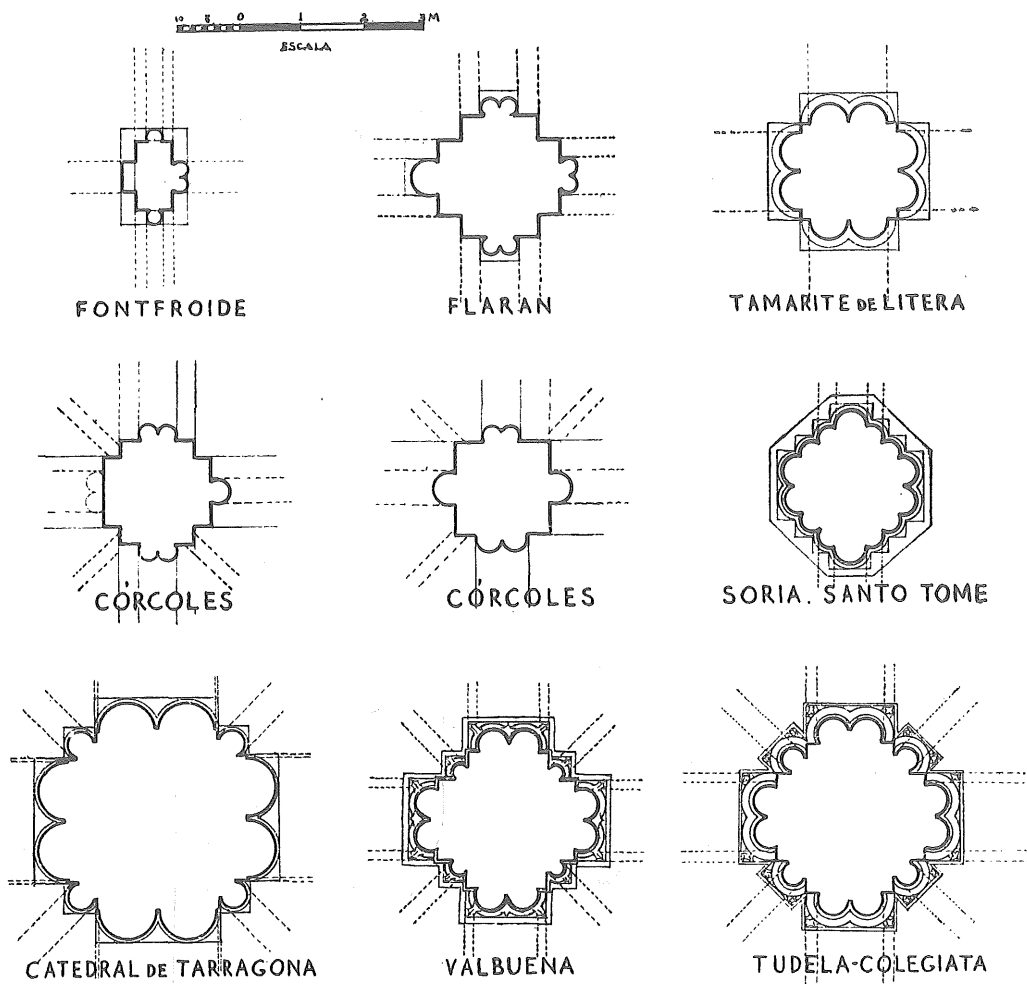 10 5 0 1 2 3 M
ESCALA
FONTFROIDE
FLARAN
TAMARITE DE LITERA
CÓRCOLES
CÓRCOLES
SORIA. SANTO TOME
CATEDRAL DE TARRAGONA
VALBUENA
TUDELA-COLEGIATA